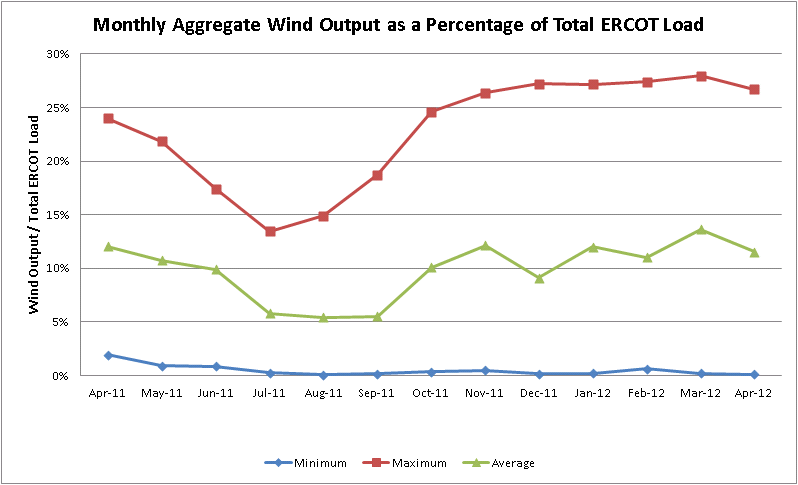 Monthly Aggregate Wind Output as a Percentage of Total ERCOT Load
Wind Output / Total ERCOT Load
30%
25%
20%
15%
10%
5%
0%
Apr-11 May-11 Jun-11 Jul-11 Aug-11 Sep-11 Oct-11 Nov-11 Dec-11 Jan-12 Feb-12 Mar-12 Apr-12
Minimum Maximum Average